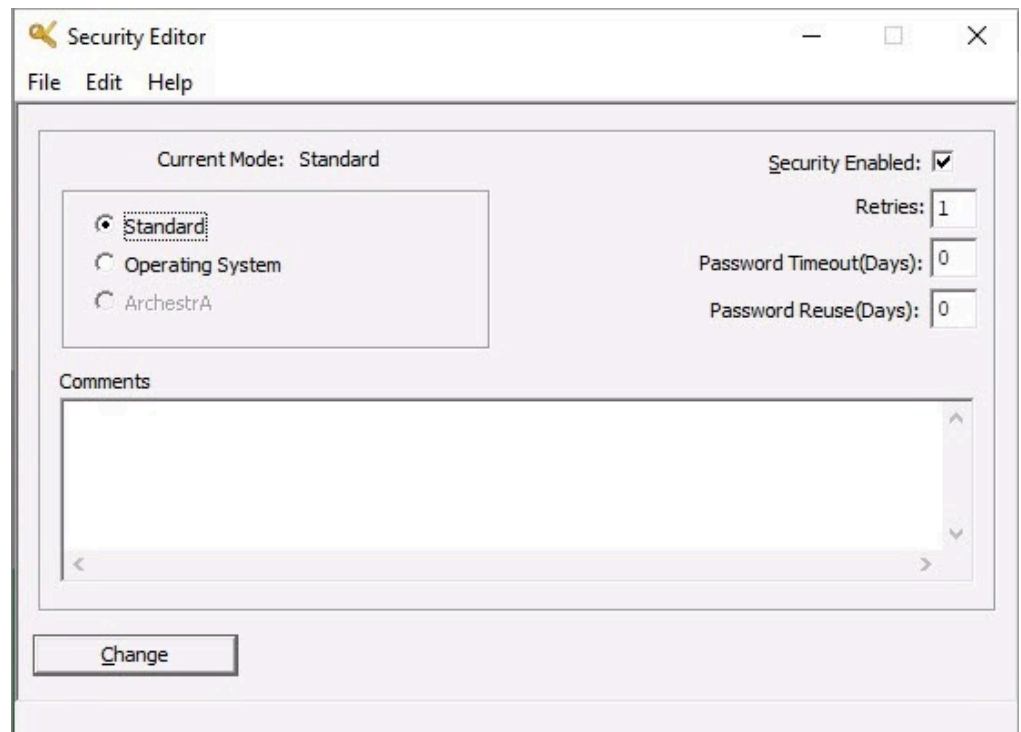 Security Editor
File Edit Help
Current Mode: Standard
Security Enabled:
Standard
Retries: 1
Operating System
Password Timeout(Days): 0
ArchestrA
Password Reuse(Days): 0
Comments
Change